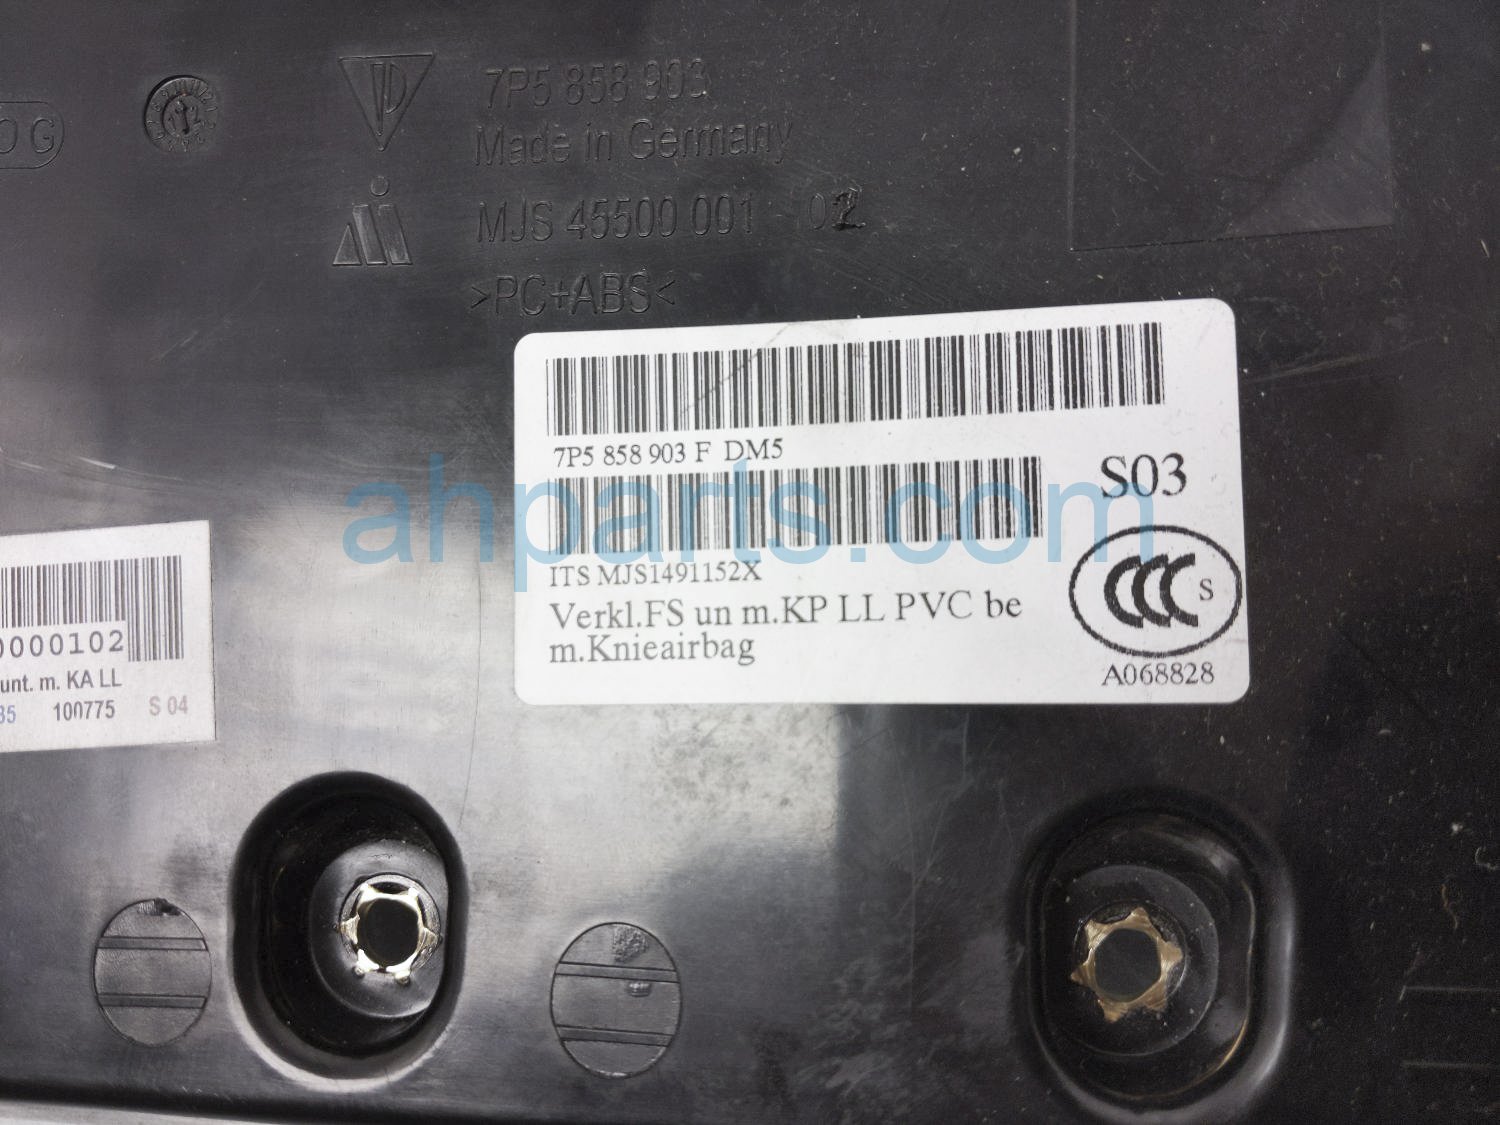 7P5 858 903
Made in Germany
OG
MJS 45500 001 02
>PC+ABS<
7P5 858 903 F DM5
S03
ITS MJS1491152X
Verkl.FS un m.KP LL PVC be
m.Knieairbag
CCC S
A068828
0000102
unt. m. KA LL
35 100775 S 04
ahparts.com